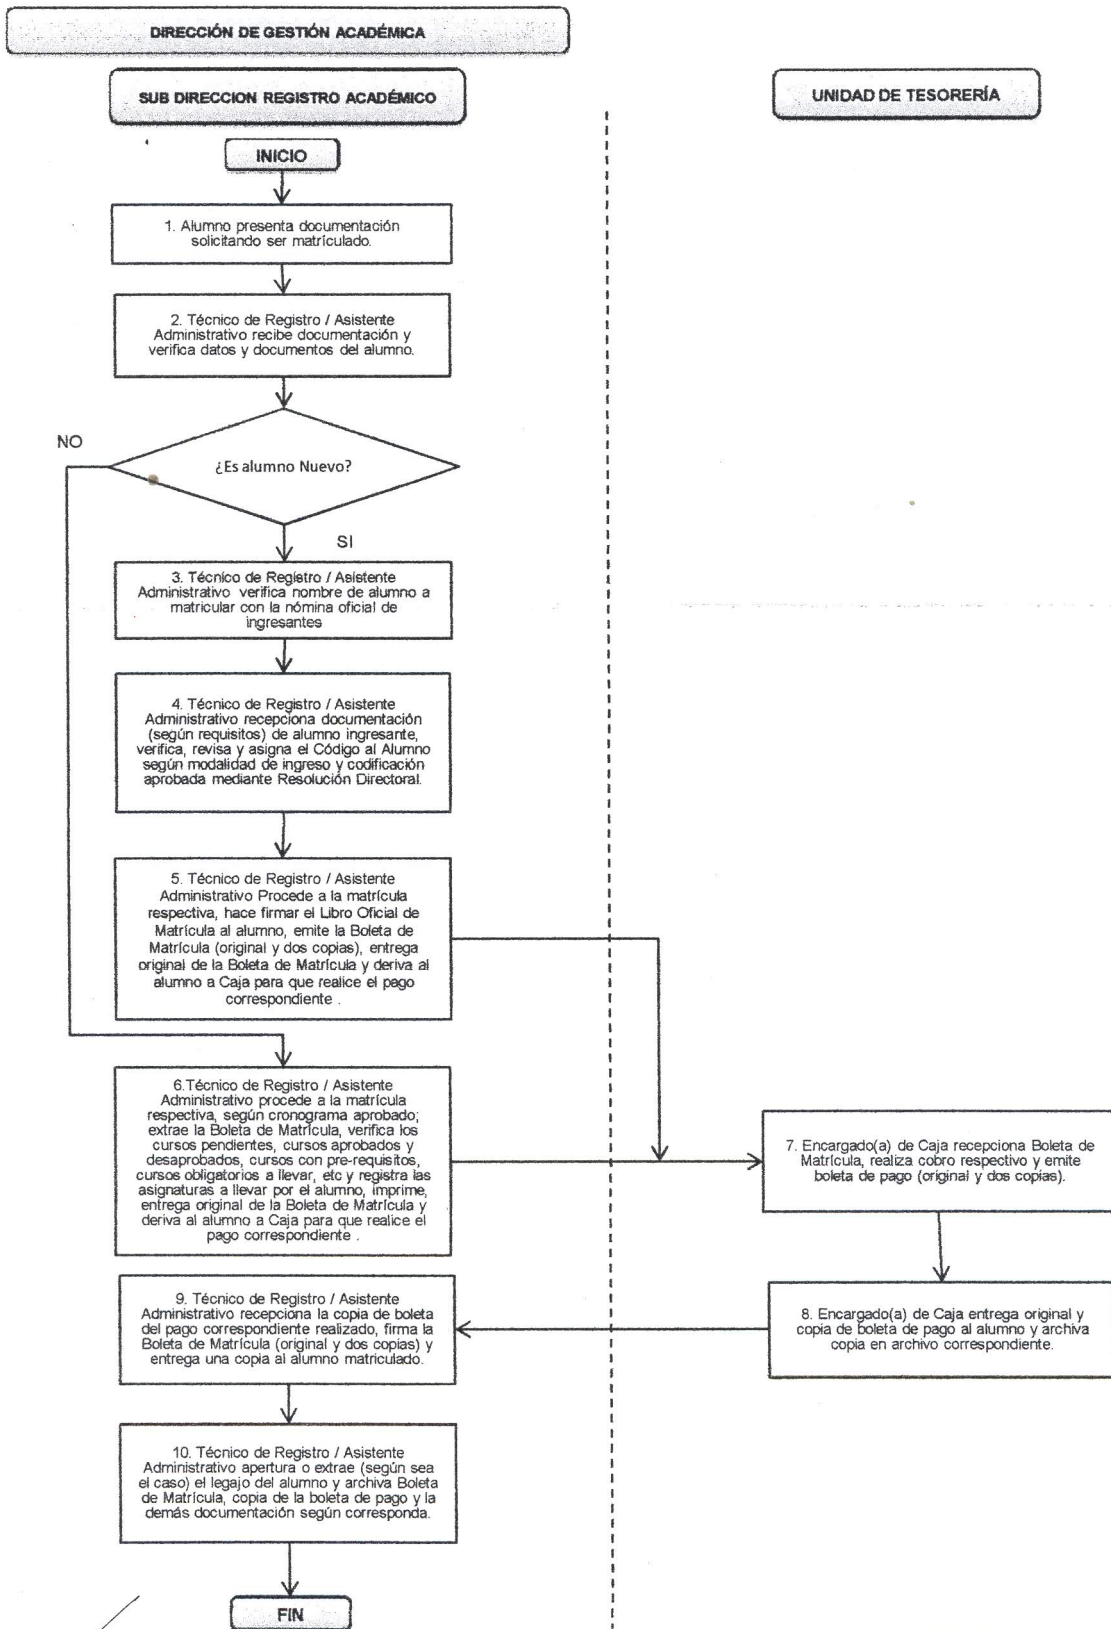 DIRECCIÓN DE GESTIÓN ACADÉMICA
SUB DIRECCION REGISTRO ACADÉMICO
UNIDAD DE TESORERÍA
INICIO
1. Alumno presenta documentación
solicitando ser matrículado.
2. Técnico de Registro / Asistente
Administrativo recibe documentación y
verifica datos y documentos del alumno.
NO
¿Es alumno Nuevo?
SI
3. Técnico de Registro / Asistente
Administrativo verifica nombre de alumno a
matricular con la nómina oficial de
ingresantes
4. Técnico de Registro / Asistente
Administrativo recepciona documentación
(según requisitos) de alumno ingresante,
verifica, revisa y asigna el Código al Alumno
según modalidad de ingreso y codificación
aprobada mediante Resolución Directoral.
5. Técnico de Registro / Asistente
Administrativo Procede a la matrícula
respectiva, hace firmar el Libro Oficial de
Matrícula al alumno, emite la Boleta de
Matrícula (original y dos copias), entrega
original de la Boleta de Matrícula y deriva al
alumno a Caja para que realice el pago
correspondiente .
6.Técnico de Registro / Asistente
Administrativo procede a la matrícula
respectiva, según cronograma aprobado;
extrae la Boleta de Matrícula, verifica los
cursos pendientes, cursos aprobados y
desaprobados, cursos con pre-requisitos,
cursos obligatorios a llevar, etc y registra las
asignaturas a llevar por el alumno, imprime,
entrega original de la Boleta de Matrícula y
deriva al alumno a Caja para que realice el
pago correspondiente .
7. Encargado(a) de Caja recepciona Boleta de
Matrícula, realiza cobro respectivo y emite
boleta de pago (original y dos copias).
8. Encargado(a) de Caja entrega original y
copia de boleta de pago al alumno y archiva
copia en archivo correspondiente.
9. Técnico de Registro / Asistente
Administrativo recepciona la copia de boleta
del pago correspondiente realizado, firma la
Boleta de Matrícula (original y dos copias) y
entrega una copia al alumno matriculado.
10. Técnico de Registro / Asistente
Administrativo apertura o extrae (según sea
el caso) el legajo del alumno y archiva Boleta
de Matrícula, copia de la boleta de pago y la
demás documentación según corresponda.
FIN